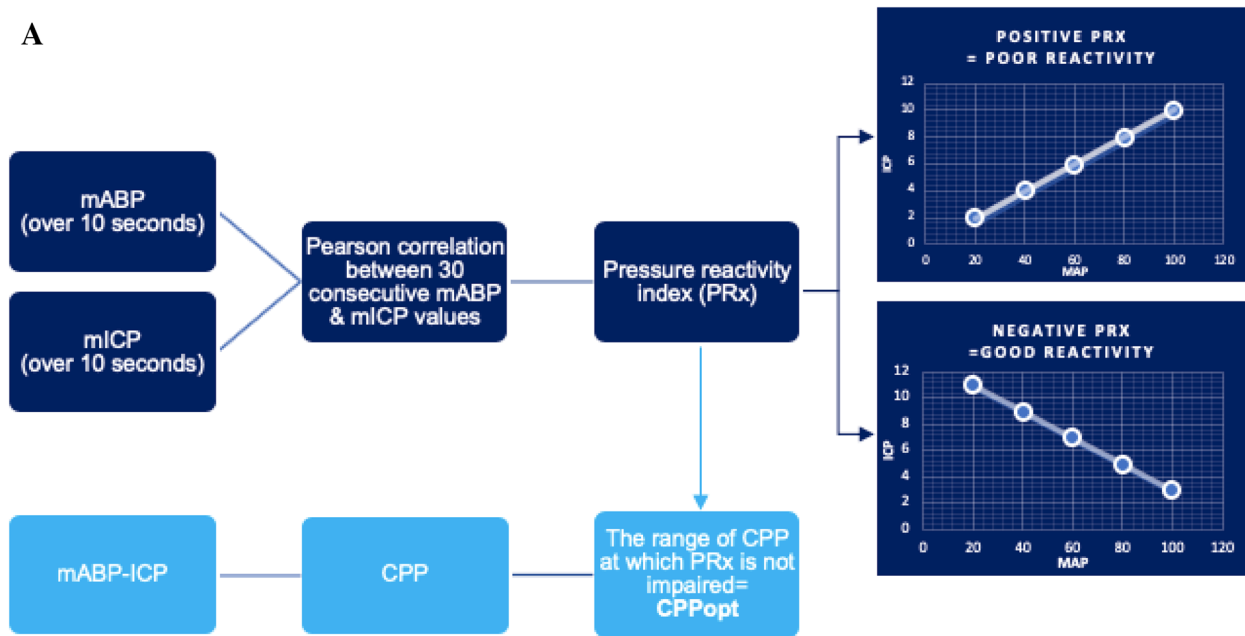 A
mABP
(over 10 seconds)
mICP
(over 10 seconds)
Pearson correlation
between 30
consecutive mABP
& mICP values
Pressure reactivity
index (PRx)
POSITIVE PRX
= POOR REACTIVITY
12
10
8
6
4
2
0
ICP
0 20 40 60 80 100 120
MAP
NEGATIVE PRX
=GOOD REACTIVITY
12
10
8
6
4
2
0
ICP
0 20 40 60 80 100 120
MAP
mABP-ICP
CPP
The range of CPP
at which PRx is not
impaired=
CPPopt